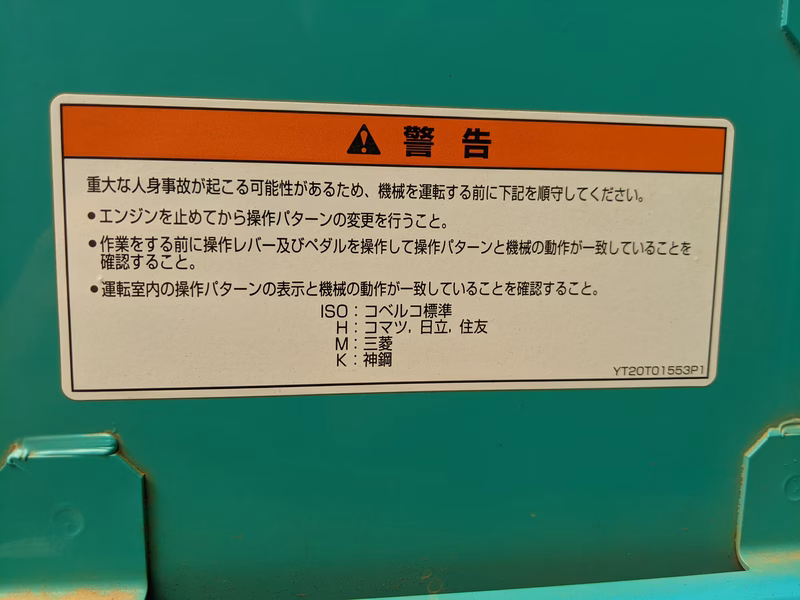 警告
重大な人身事故が起こる可能性があるため、機械を運転する前に下記を順守してください。
●エンジンを止めてから操作パターンの変更を行うこと。
●作業をする前に操作レバー及びペダルを操作して操作パターンと機械の動作が一致していることを
確認すること。
●運転室内の操作パターンの表示と機械の動作が一致していることを確認すること。
ISO：コベルコ標準
H：コマツ, 日立, 住友
M：三菱
K：神鋼
YT20T01553P1